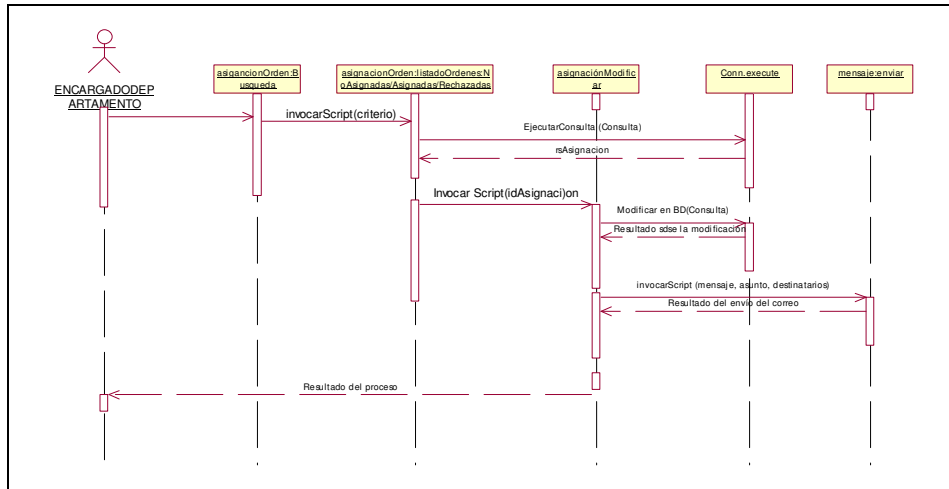 asigancionOrden:B
usqueda
asignacionOrden:listadoOrdenes:N
oAsignadas/Asignadas/Rechazadas
asignaciónModific
ar
Conn.execute
mensaje:enviar
ENCARGADODEP
ARTAMENTO
invocarScript(criterio)
EjecutarConsulta (Consulta)
rsAsignacion
Invocar Script(idAsignaci)on
Modificar en BD(Consulta)
Resultado sdse la modificación
invocarScript (mensaje, asunto, destinatarios)
Resultado del envío del correo
Resultado del proceso